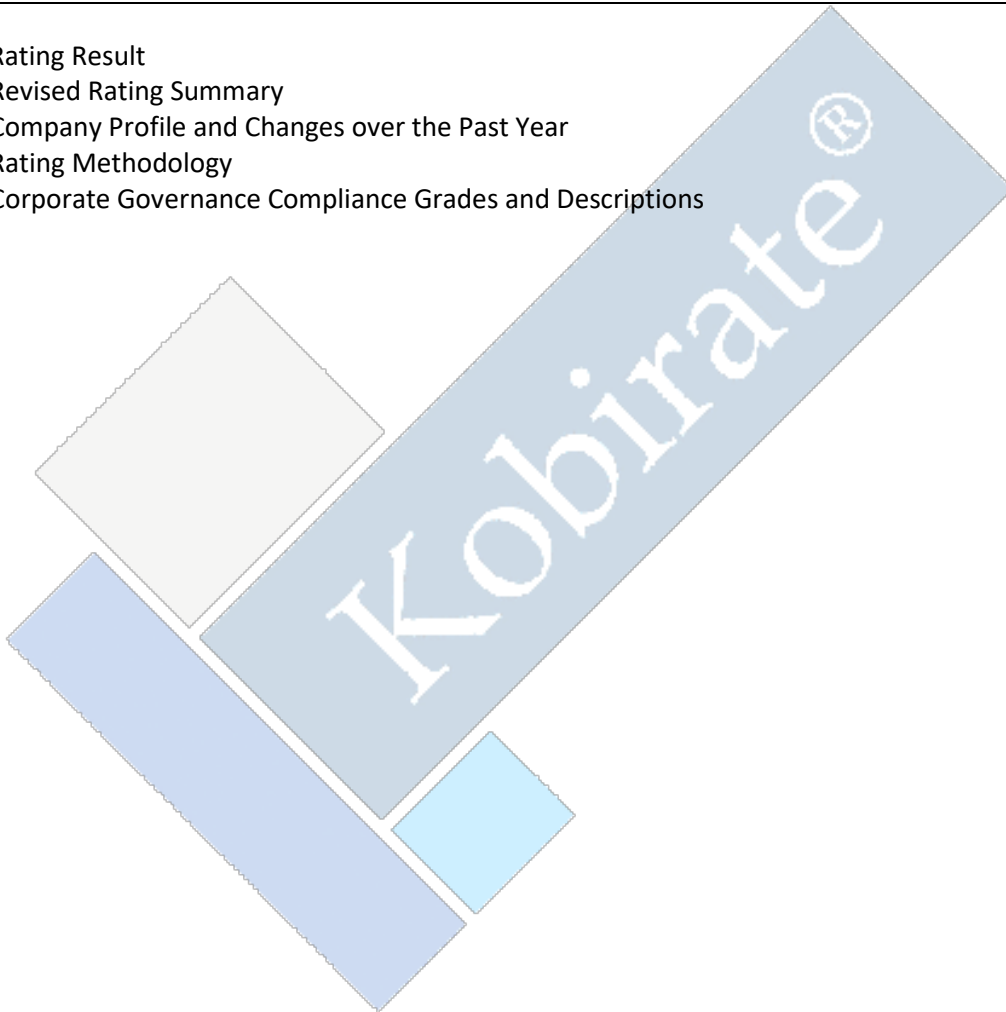 Rating Result
Revised Rating Summary
Company Profile and Changes over the Past Year
Rating Methodology
Corporate Governance Compliance Grades and Descriptions
Kobirate ®